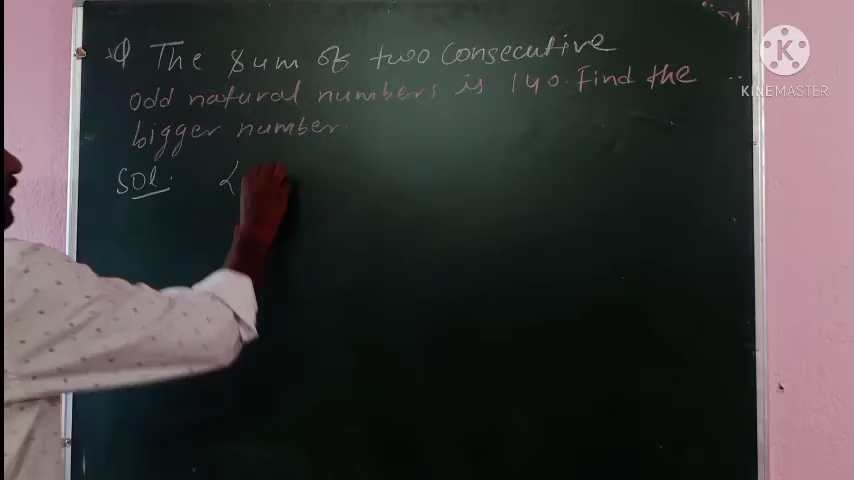 Q The sum of two consecutive
odd natural numbers is 140. Find the
bigger number.
Sol.
K
KINEMASTER